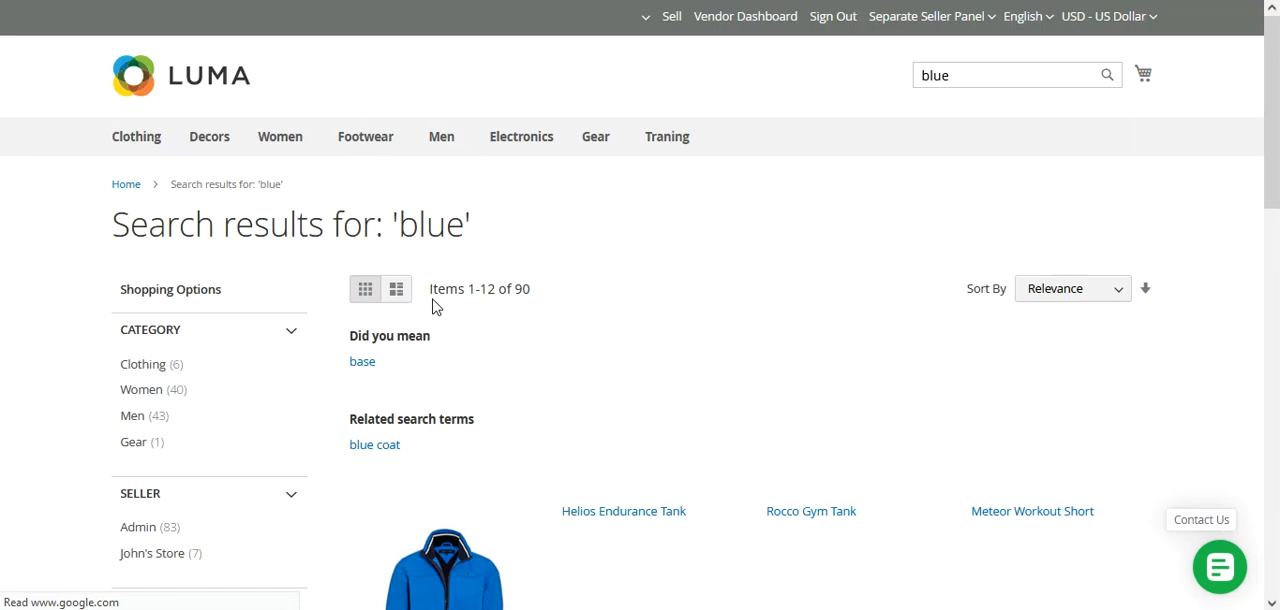 Sell Vendor Dashboard Sign Out Separate Seller Panel English USD - US Dollar
LUMA
blue
Clothing Decors Women Footwear Men Electronics Gear Traning
Home Search results for: 'blue'
Search results for: 'blue'
Shopping Options
Items 1-12 of 90
Sort By Relevance
CATEGORY
Clothing (6)
Women (40)
Men (43)
Gear (1)
Did you mean
base
Related search terms
blue coat
SELLER
Admin (83)
John's Store (7)
Helios Endurance Tank Rocco Gym Tank Meteor Workout Short
Contact Us
Read www.google.com